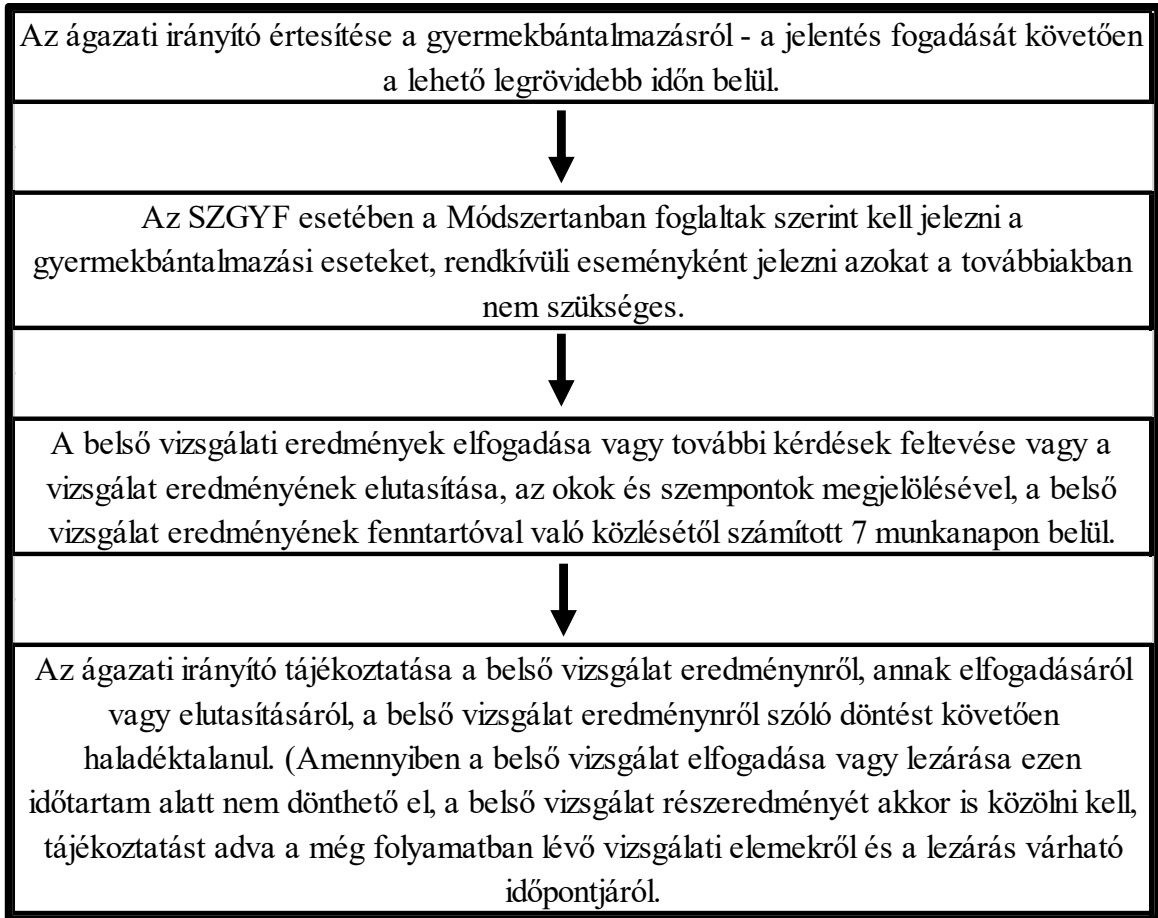 Az ágazati irányító értesítése a gyermekbántalmazásról - a jelentés fogadását követően
a lehető legrövidebb időn belül.
Az SZGYF esetében a Módszertanban foglaltak szerint kell jelezni a
gyermekbántalmazási eseteket, rendkívüli eseményként jelezni azokat a továbbiakban
nem szükséges.
A belső vizsgálati eredmények elfogadása vagy további kérdések feltevése vagy a
vizsgálat eredményének elutasítása, az okok és szempontok megjelölésével, a belső
vizsgálat eredményének fenntartóval való közlésétől számított 7 munkanapon belül.
Az ágazati irányító tájékoztatása a belső vizsgálat eredménynről, annak elfogadásáról
vagy elutasításáról, a belső vizsgálat eredménynről szóló döntést követően
haladéktalanul. (Amennyiben a belső vizsgálat elfogadása vagy lezárása ezen
időtartam alatt nem dönthető el, a belső vizsgálat részeredményét akkor is közölni kell,
tájékoztatást adva a még folyamatban lévő vizsgálati elemekről és a lezárás várható
időpontjáról.